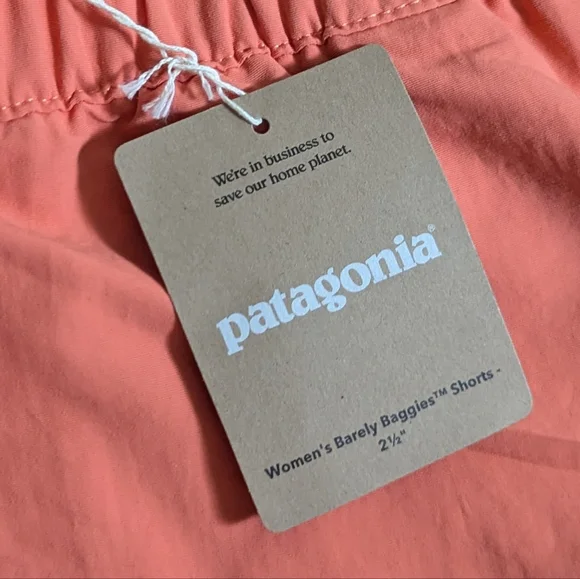 We're in business to
save our home planet.
patagonia®
Women's Barely Baggies™ Shorts -
2½"